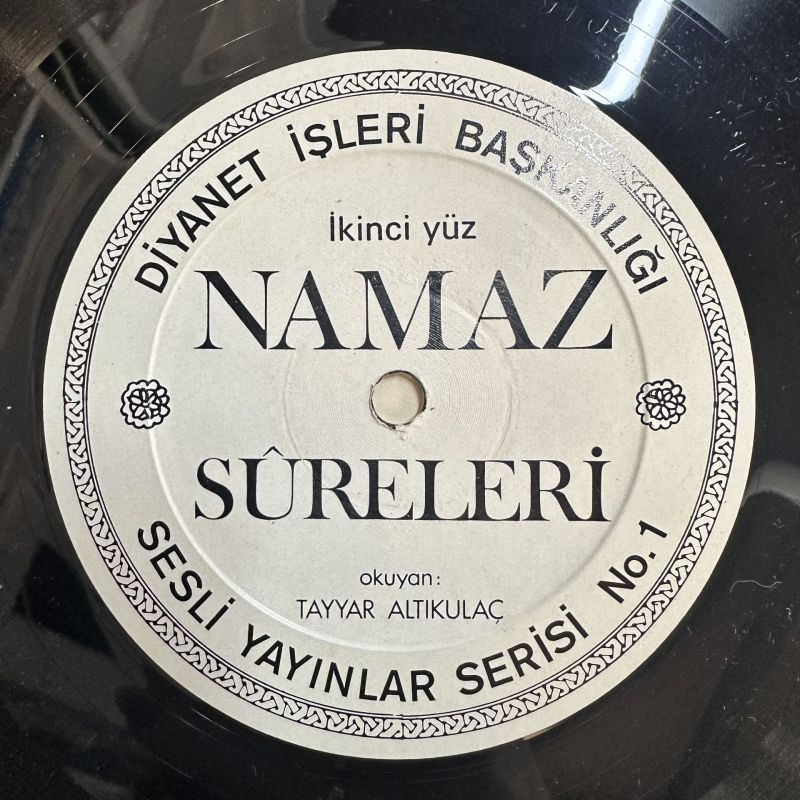 DİYANET İŞLERİ BAŞKANLIĞI
İkinci yüz
NAMAZ
SÛRELERİ
okuyan:
TAYYAR ALTIKULAÇ
SESLİ YAYINLAR SERİSİ No. 1